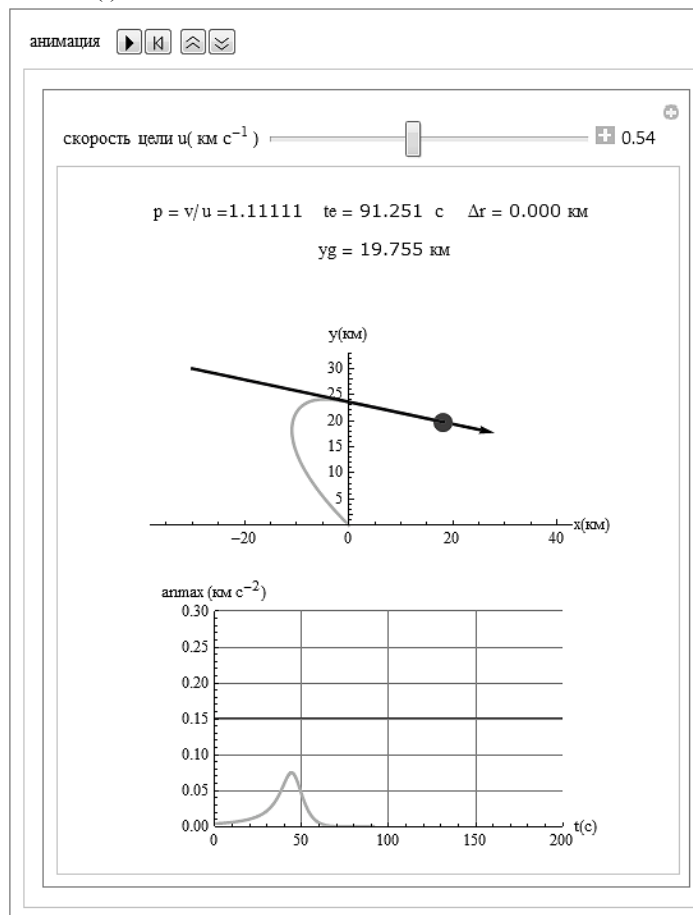 анимация
скорость цели u( км с⁻¹ ) 0.54
p = v/u =1.11111 te = 91.251 с Δr = 0.000 км
yg = 19.755 км
y(км)
30
25
20
15
10
5
x(км)
−20 0 20 40
anmax (км с⁻²)
0.30
0.25
0.20
0.15
0.10
0.05
0.00
t(с)
0 50 100 150 200